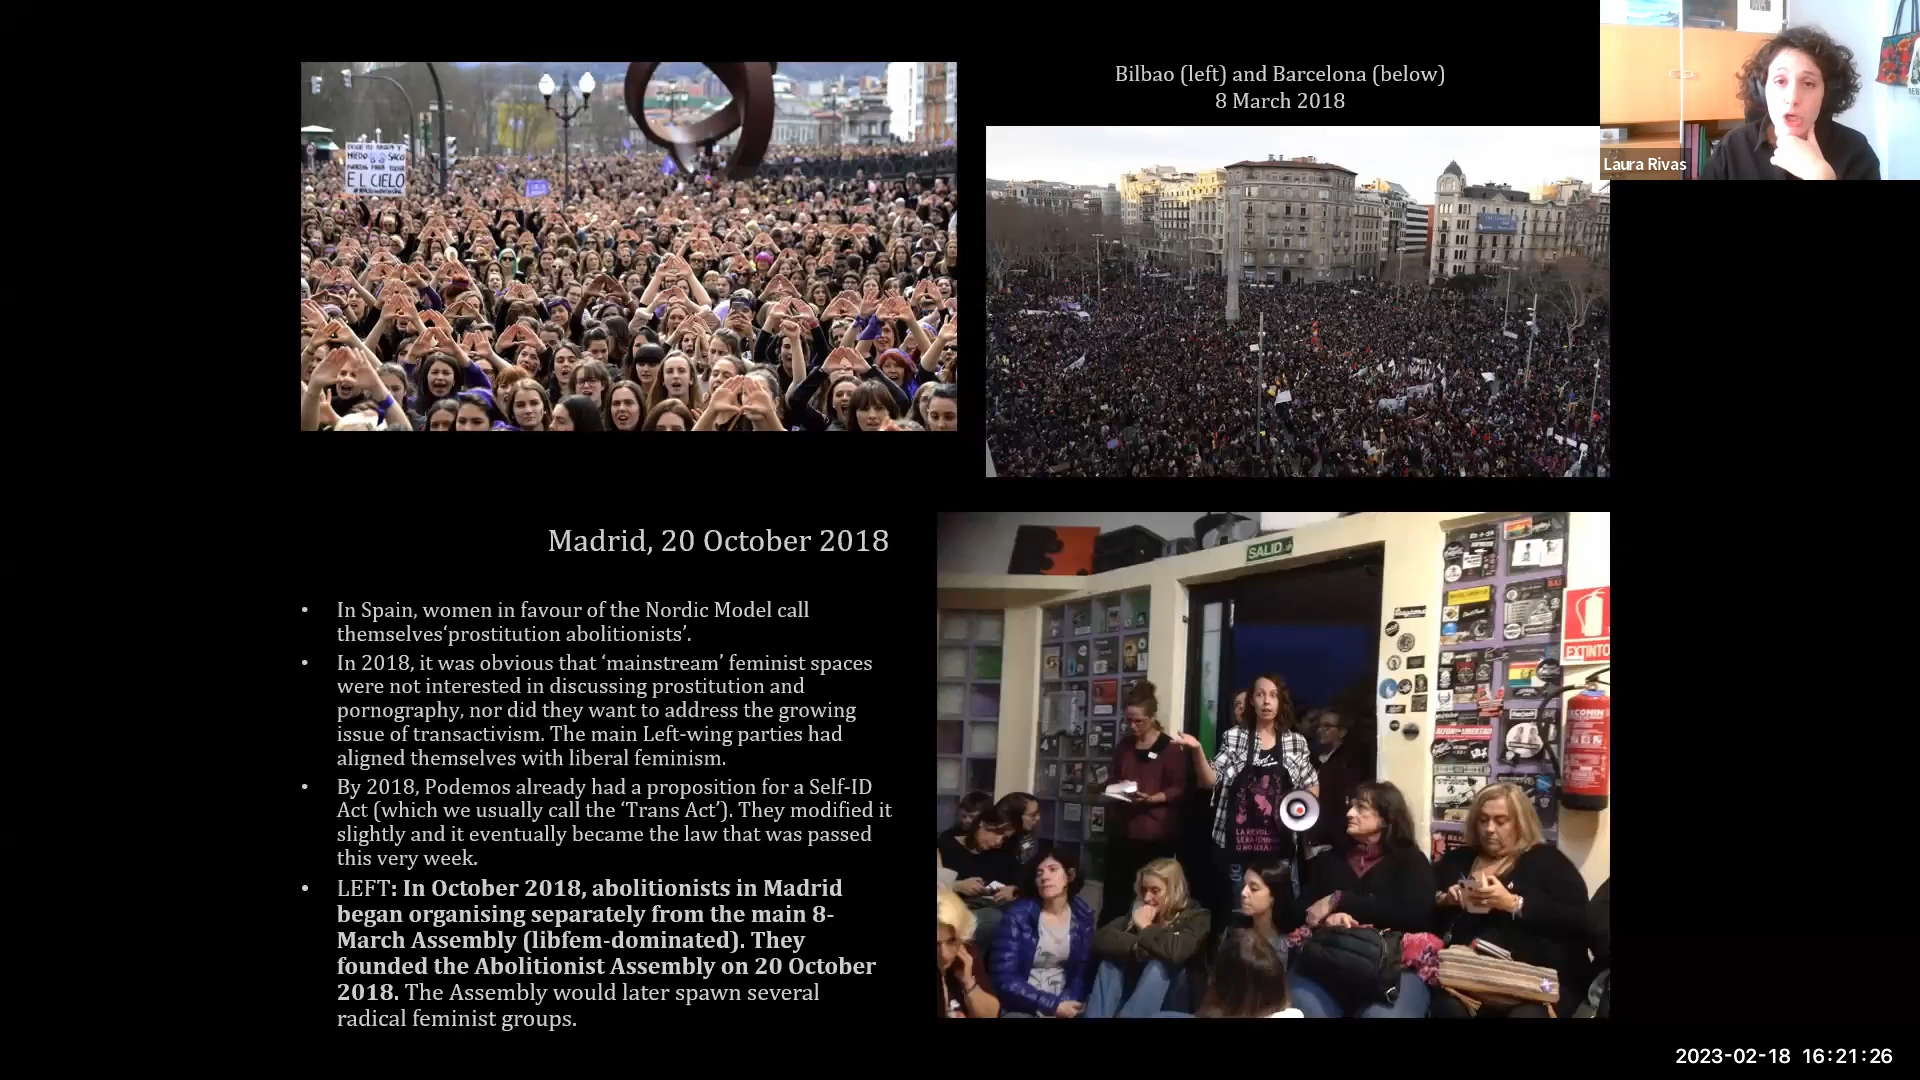 Bilbao (left) and Barcelona (below)
8 March 2018
Laura Rivas
MIEDO
SACO
EL CIELO
Madrid, 20 October 2018
• In Spain, women in favour of the Nordic Model call
themselves‘prostitution abolitionists’.
• In 2018, it was obvious that ‘mainstream’ feminist spaces
were not interested in discussing prostitution and
pornography, nor did they want to address the growing
issue of transactivism. The main Left-wing parties had
aligned themselves with liberal feminism.
• By 2018, Podemos already had a proposition for a Self-ID
Act (which we usually call the ‘Trans Act’). They modified it
slightly and it eventually became the law that was passed
this very week.
• LEFT: In October 2018, abolitionists in Madrid
began organising separately from the main 8-
March Assembly (libfem-dominated). They
founded the Abolitionist Assembly on 20 October
2018. The Assembly would later spawn several
radical feminist groups.
SALID
EXTINTO
LA REVOL
2023-02-18 16:21:26